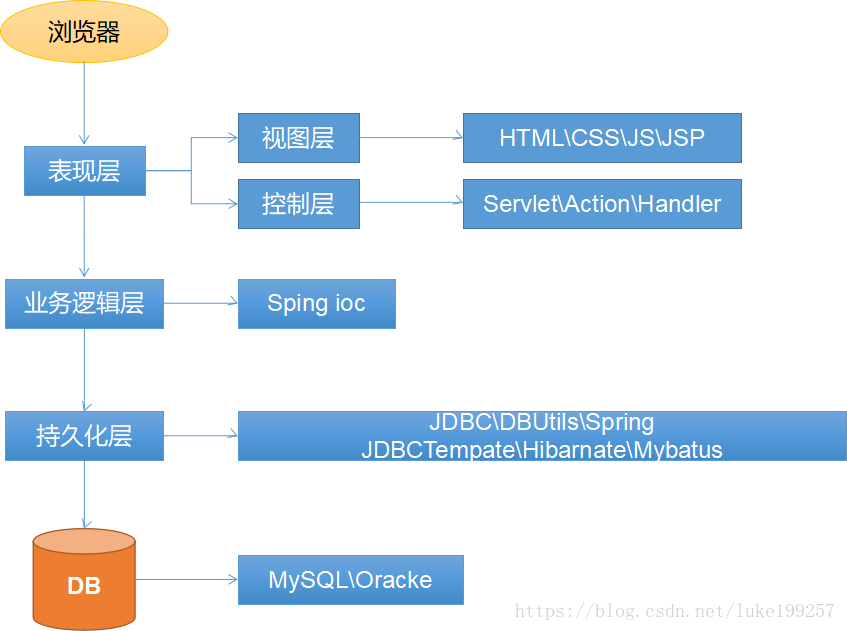 浏览器
表现层
视图层
HTML\CSS\JS\JSP
控制层
Servlet\Action\Handler
业务逻辑层
Sping ioc
持久化层
JDBC\DBUtils\Spring
JDBCTempate\Hibarnate\Mybatus
DB
MySQL\Oracke
https://blog.csdn.net/luke199257